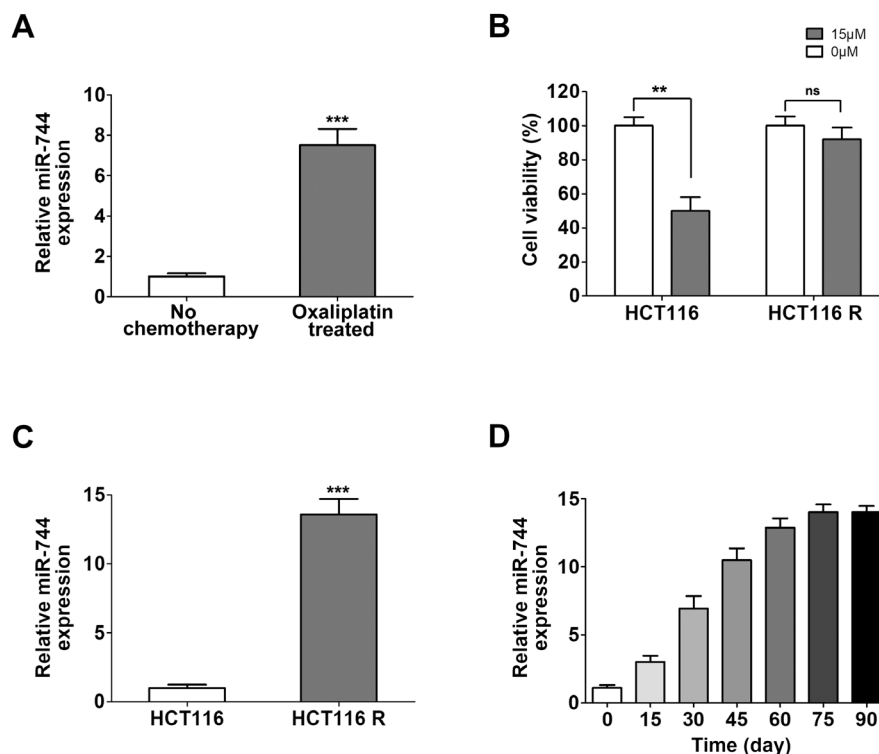 A
Relative miR-744
expression
10
8
6
4
2
0
***
No
chemotherapy
Oxaliplatin
treated
B
15µM
0µM
Cell viability (%)
120
100
80
60
40
20
0
**
ns
HCT116
HCT116 R
C
Relative miR-744
expression
15
10
5
0
***
HCT116
HCT116 R
D
Relative miR-744
expression
15
10
5
0
0 15 30 45 60 75 90
Time (day)